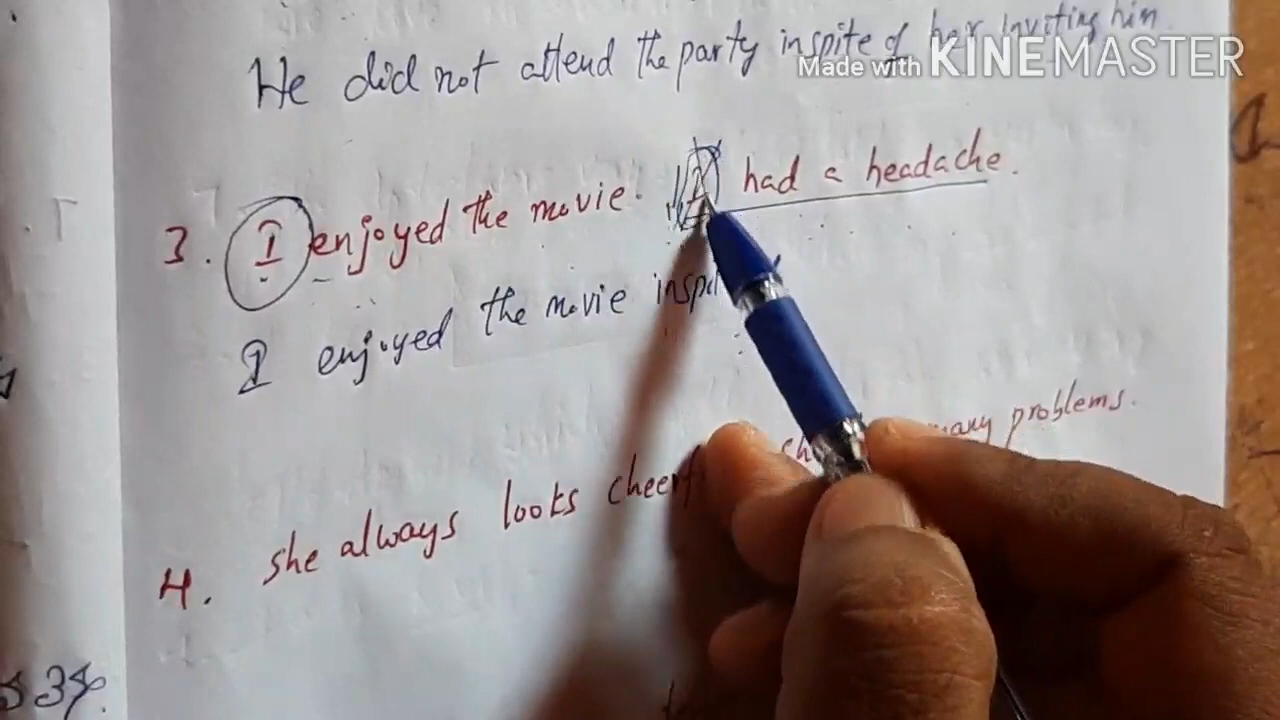 He did not attend the party inspite of her inviting him
Made with KINEMASTER
3. I enjoyed the movie. I had a headache.
I enjoyed the movie
4. She always looks many problems.